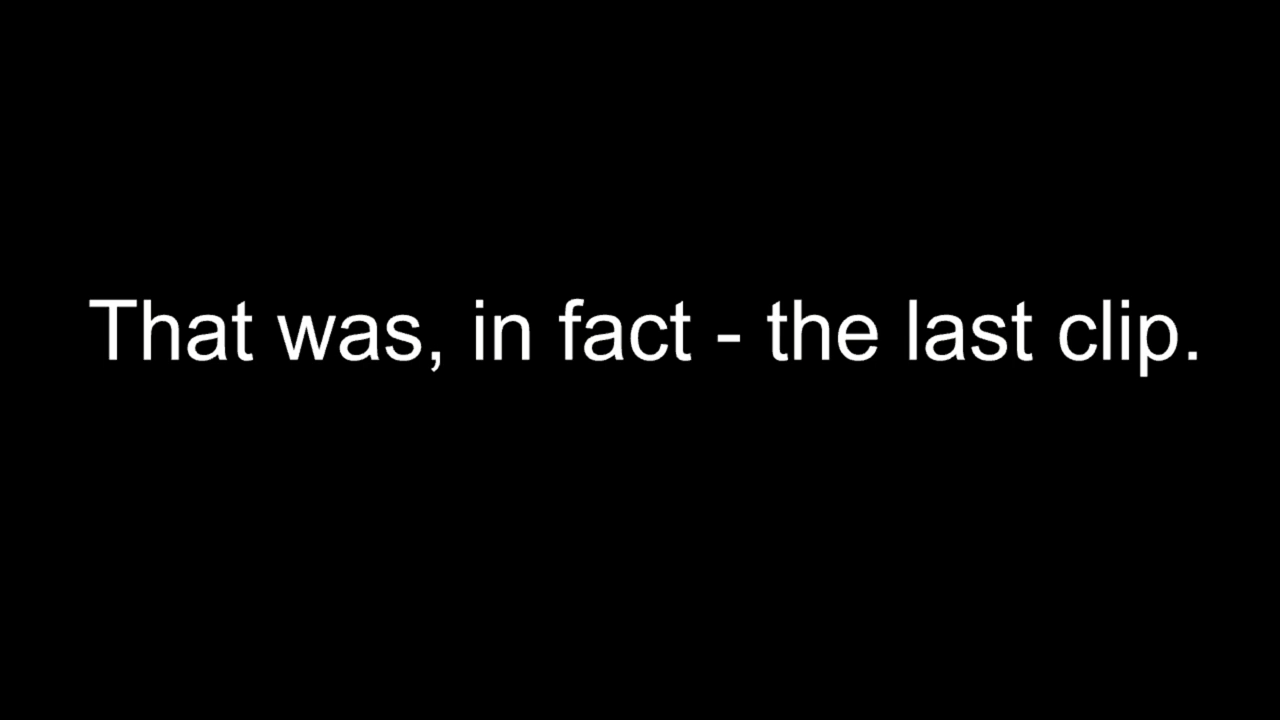 That was, in fact - the last clip.